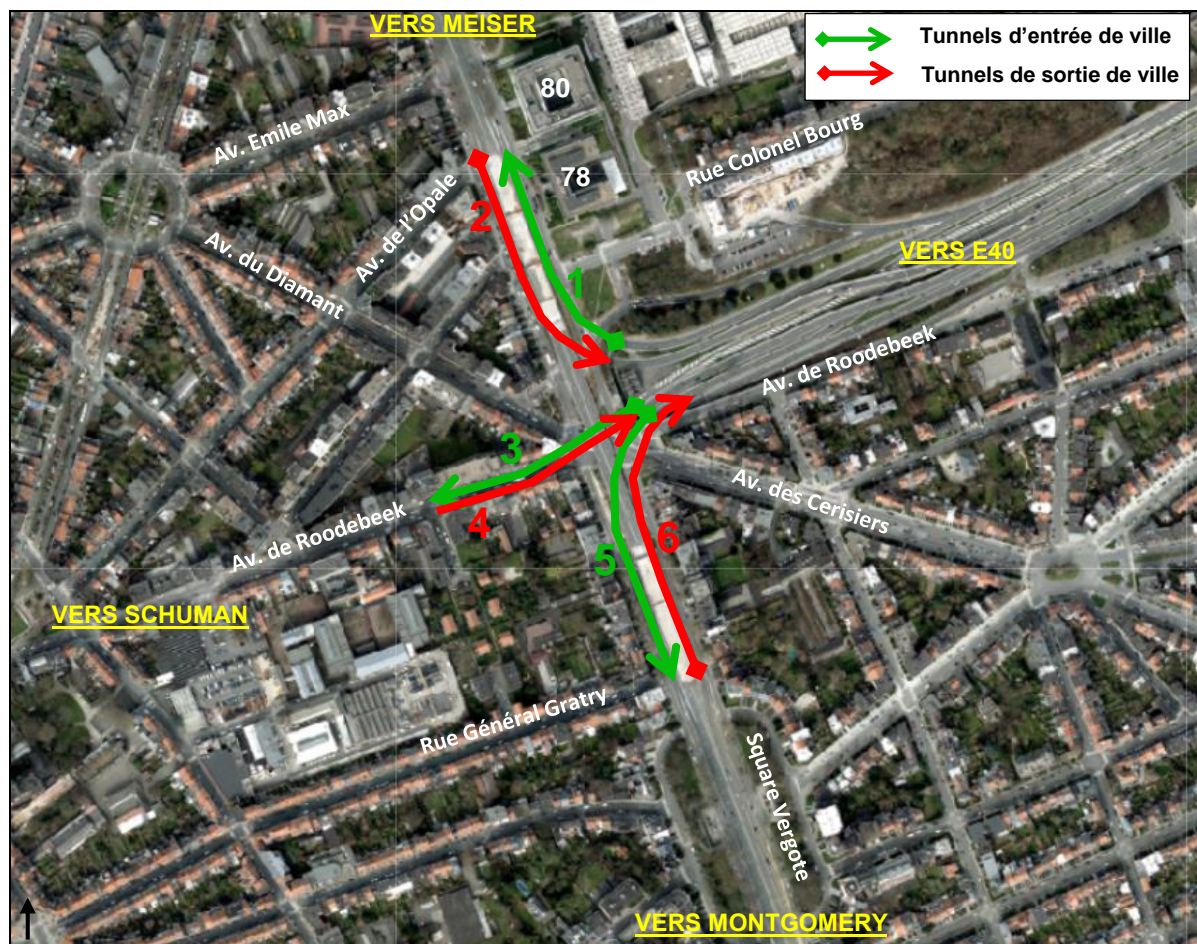 VERS MEISER
Tunnels d'entrée de ville
Tunnels de sortie de ville
80
Av. Emile Max
Rue Colonel Bourg
78
Av. de l'Opale
2
Av. du Diamant
VERS E40
1
Av. de Roodebeek
3
Av. des Cerisiers
4
Av. de Roodebeek
5
6
VERS SCHUMAN
Rue Général Gratry
Square Vergote
VERS MONTGOMERY